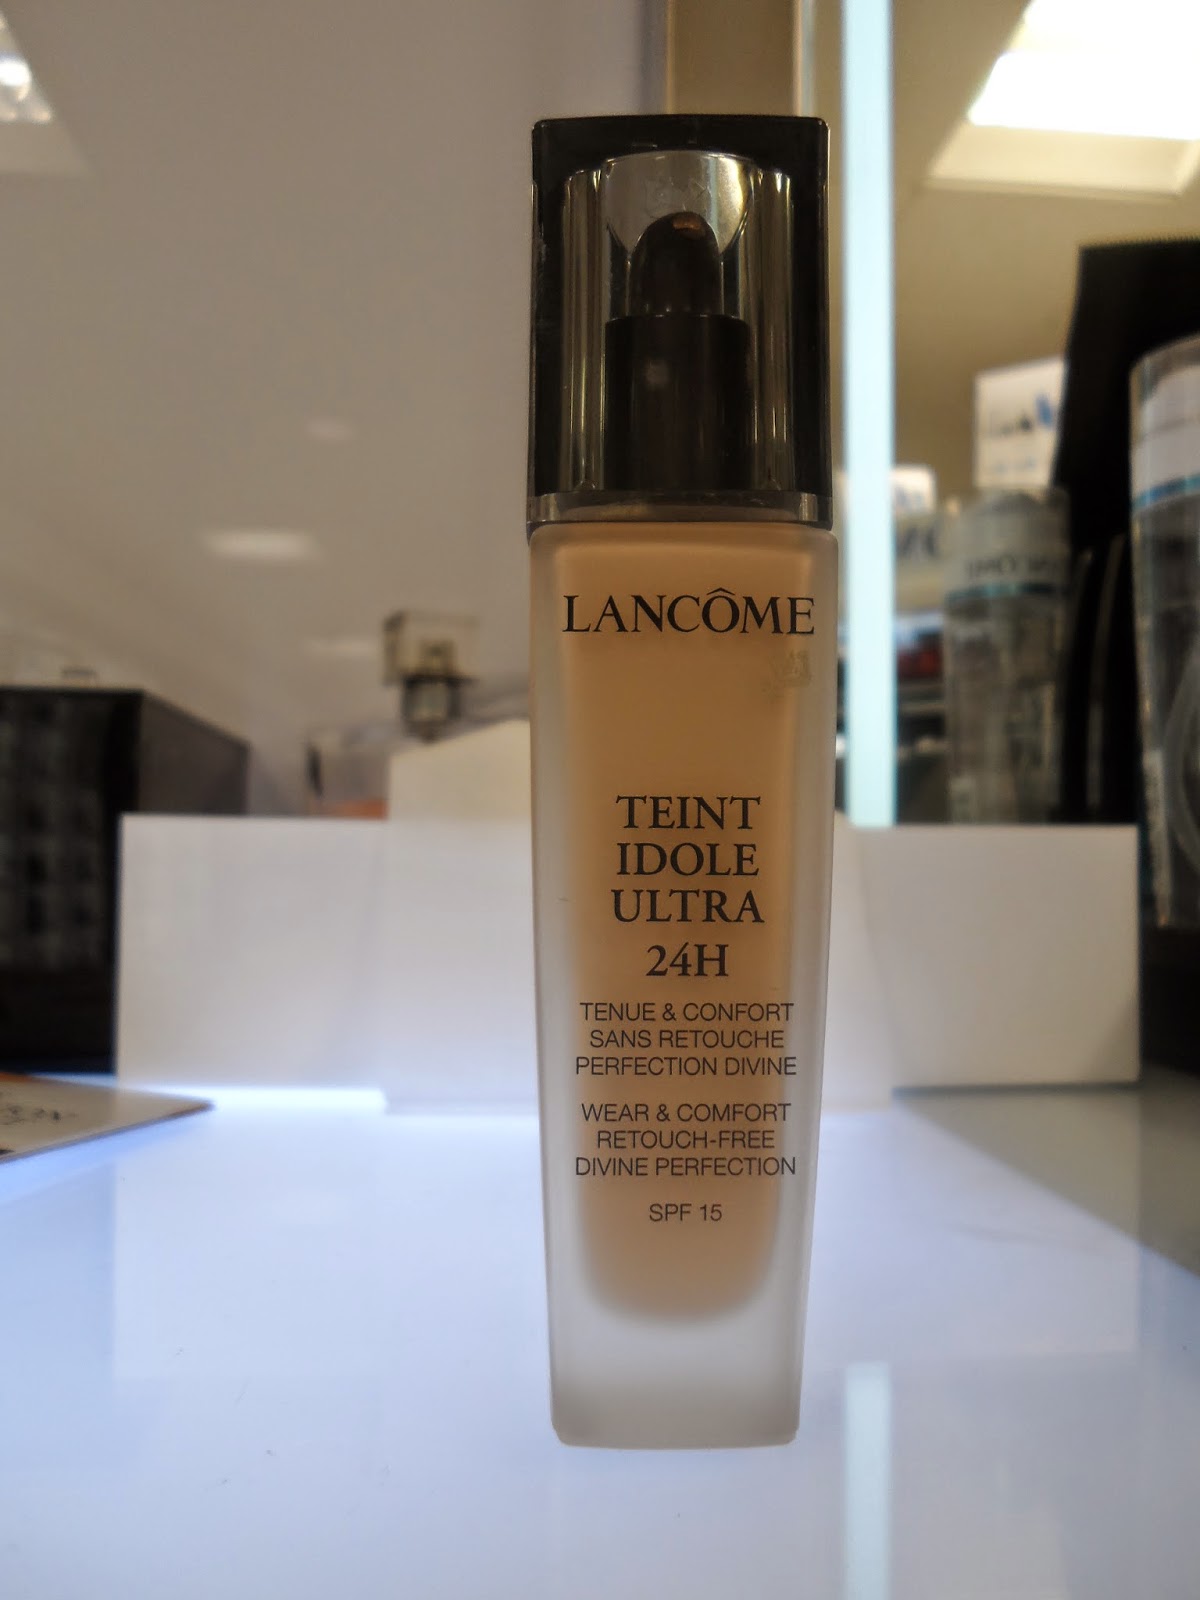 LANCÔME
TEINT
IDOLE
ULTRA
24H
TENUE & CONFORT
SANS RETOUCHE
PERFECTION DIVINE
WEAR & COMFORT
RETOUCH-FREE
DIVINE PERFECTION
SPF 15